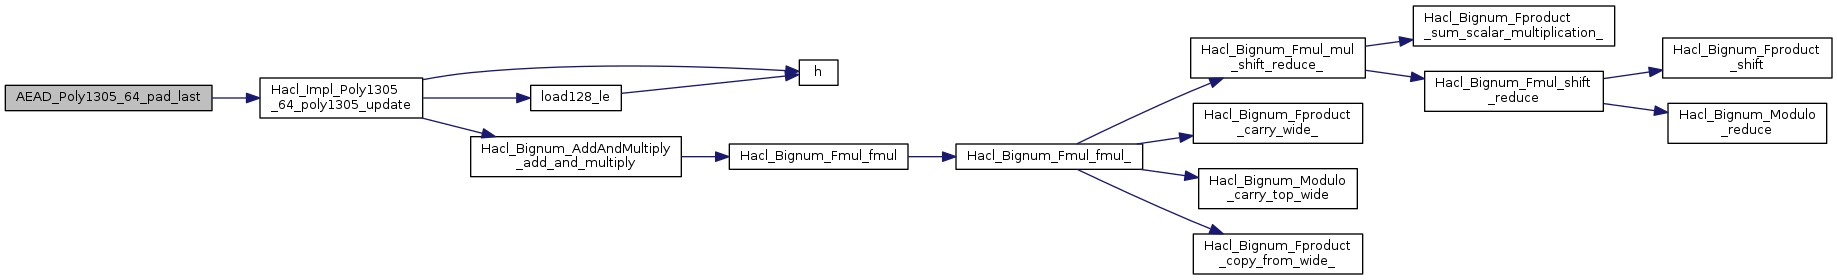 AEAD_Poly1305_64_pad_last
Hacl_Impl_Poly1305
_64_poly1305_update
load128_le
h
Hacl_Bignum_AddAndMultiply
_add_and_multiply
Hacl_Bignum_Fmul_fmul
Hacl_Bignum_Fmul_fmul_
Hacl_Bignum_Fmul_mul
_shift_reduce_
Hacl_Bignum_Fproduct
_sum_scalar_multiplication_
Hacl_Bignum_Fmul_shift
_reduce
Hacl_Bignum_Fproduct
_shift
Hacl_Bignum_Modulo
_reduce
Hacl_Bignum_Fproduct
_carry_wide_
Hacl_Bignum_Modulo
_carry_top_wide
Hacl_Bignum_Fproduct
_copy_from_wide_